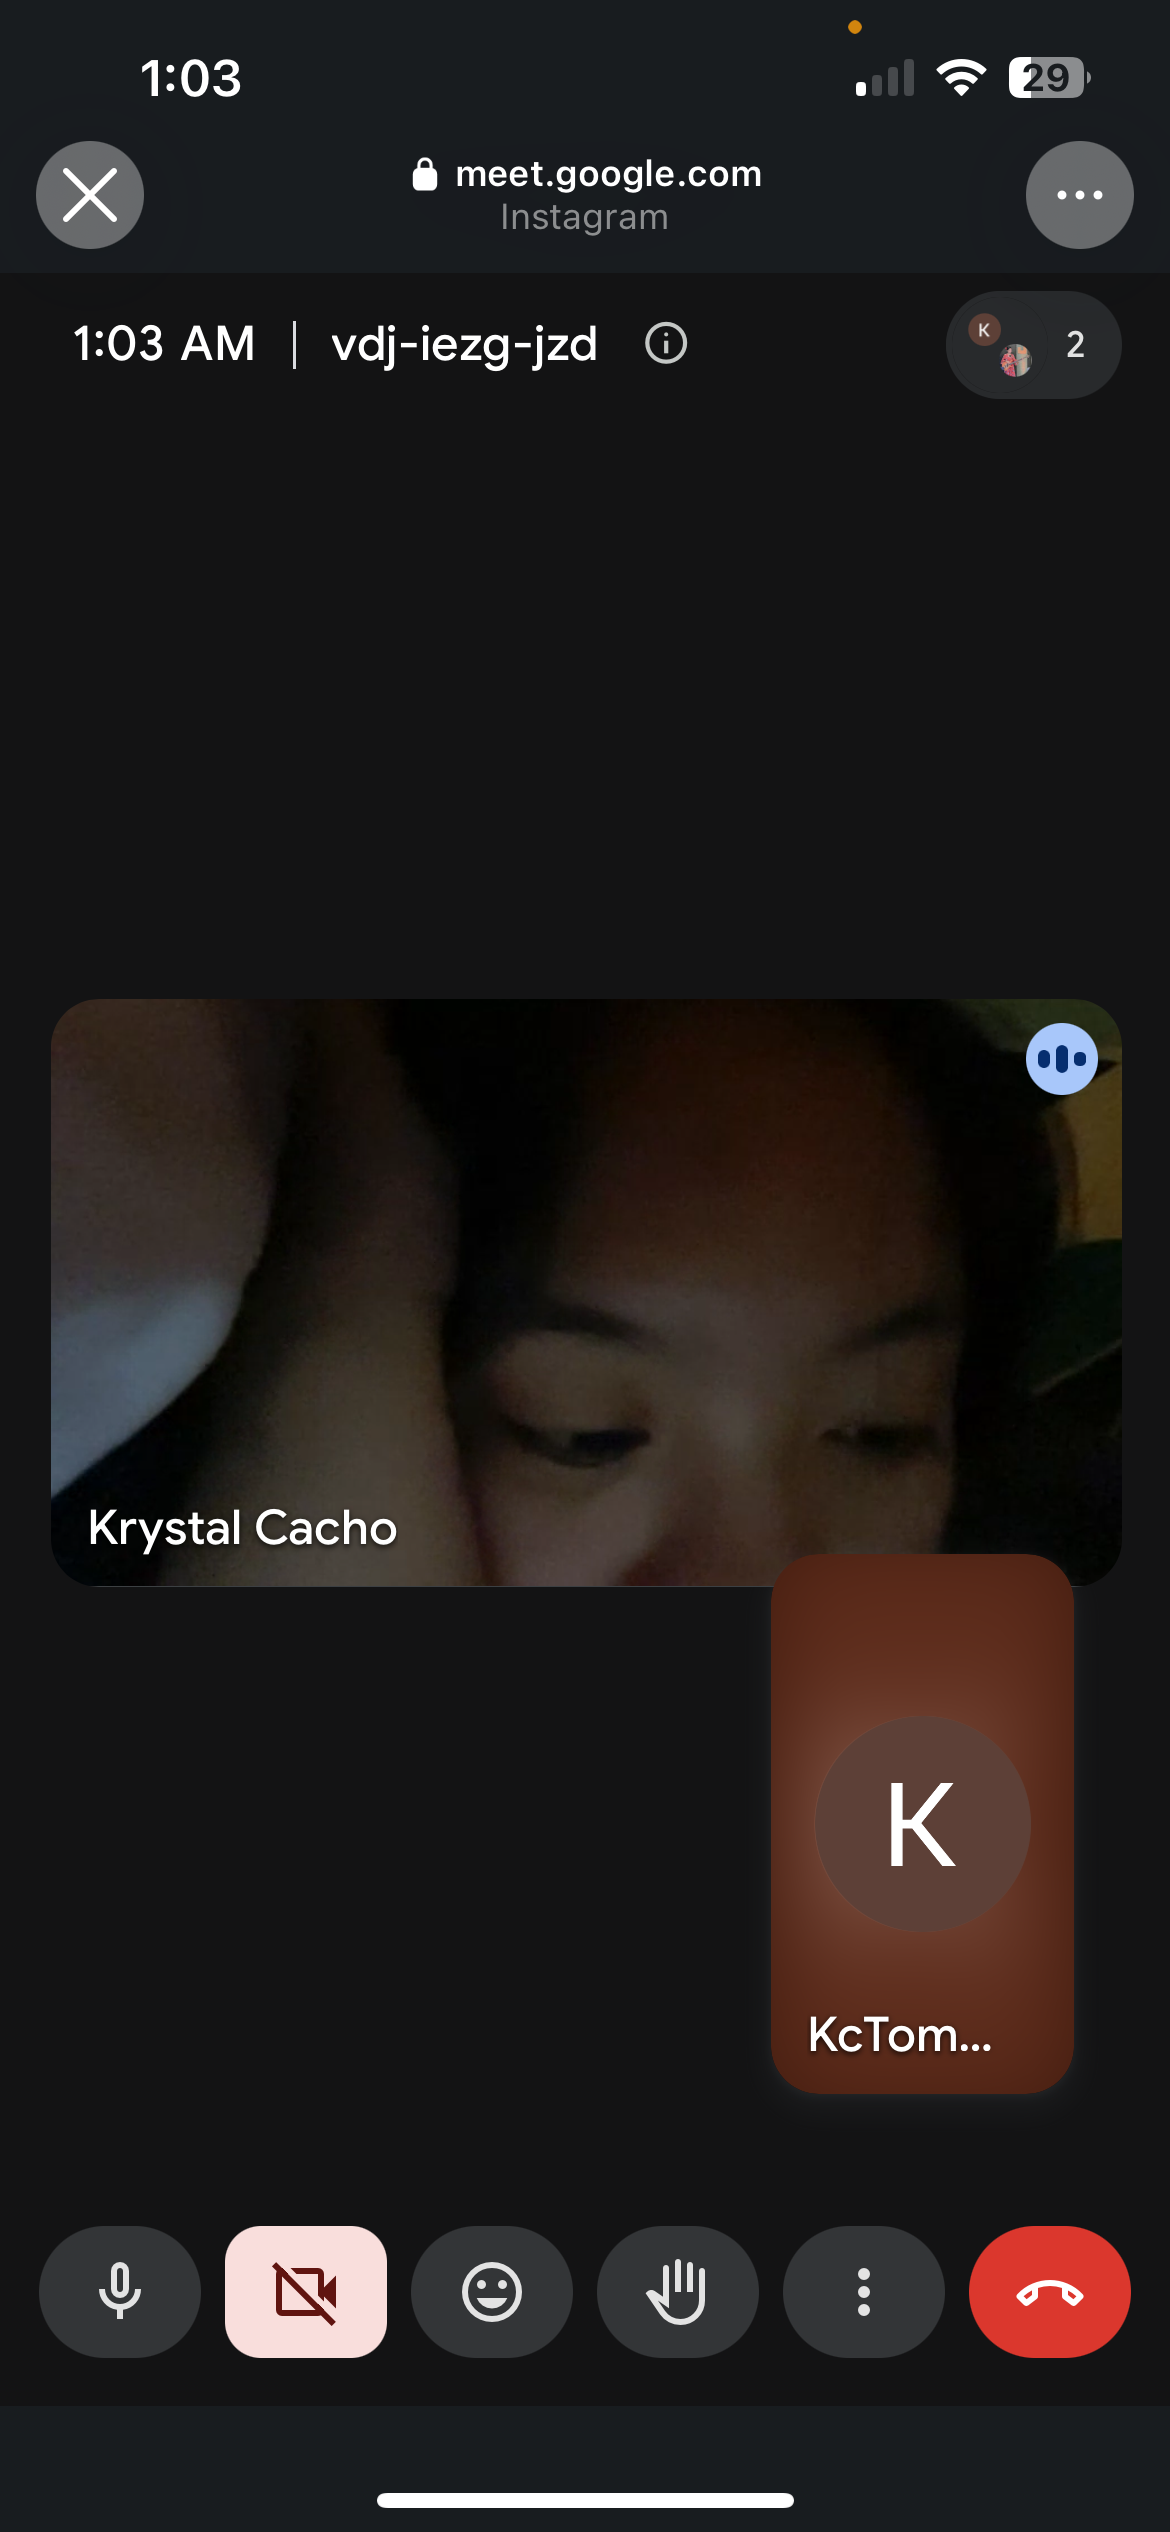 1:03
29
meet.google.com
Instagram
1:03 AM | vdj-iezg-jzd
K
2
Krystal Cacho
K
KcTom...